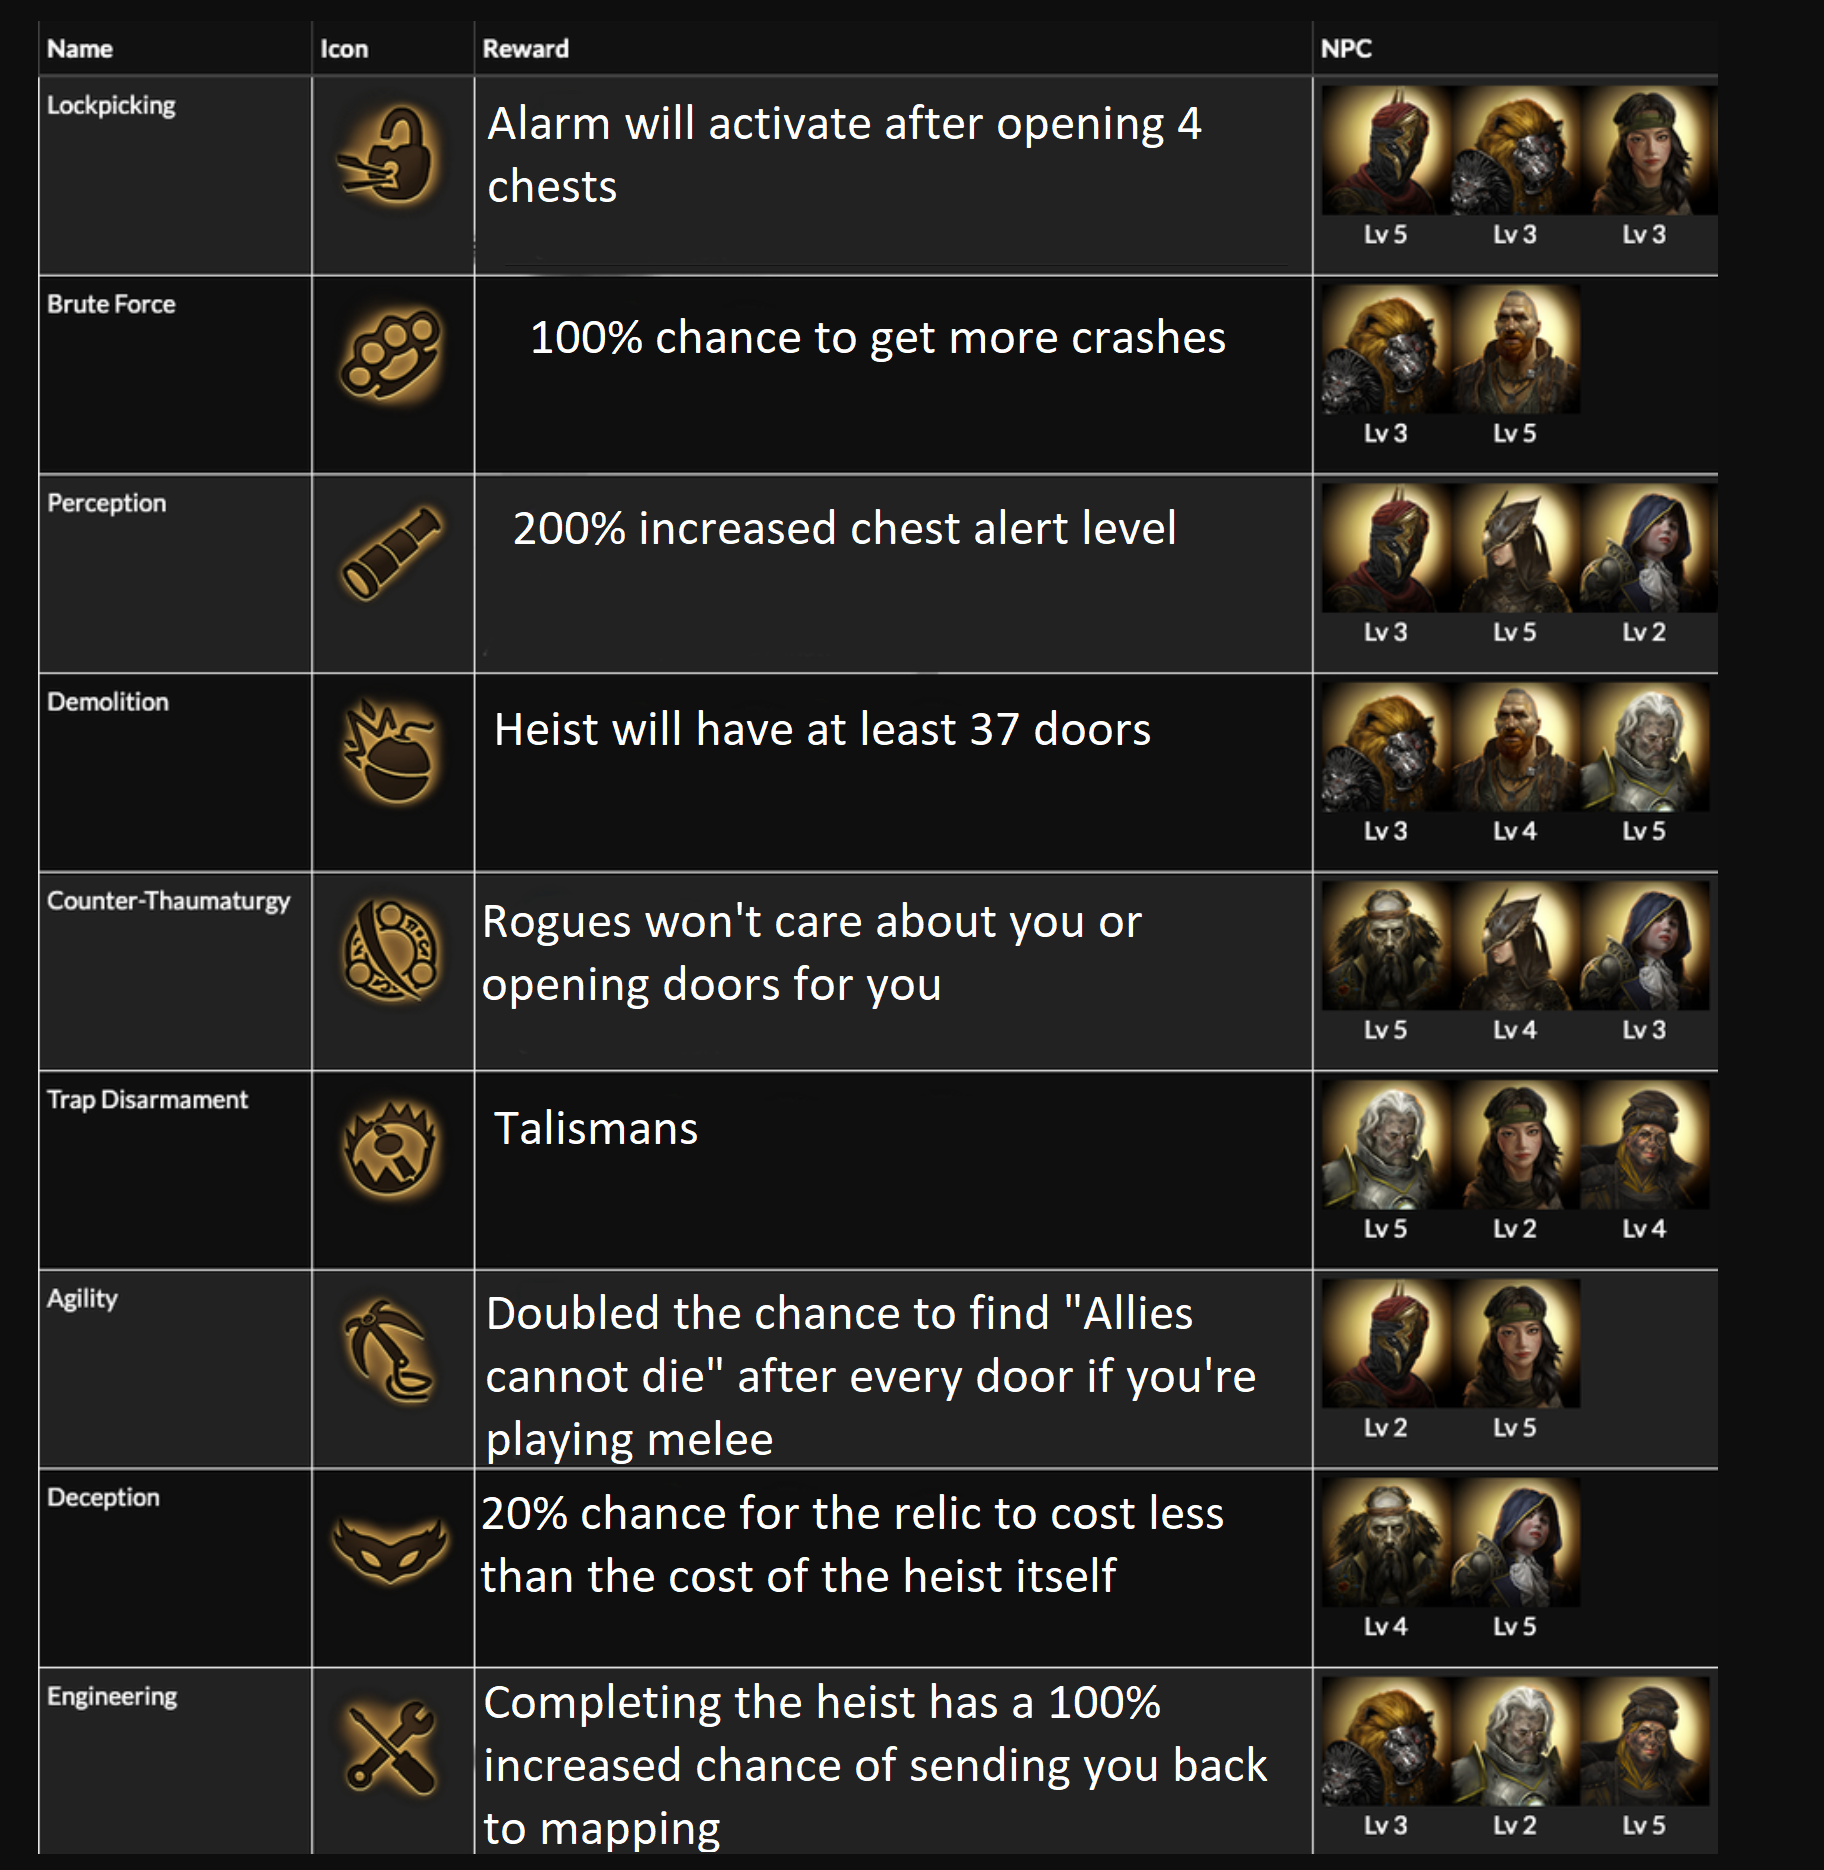 Name Icon Reward NPC
Lockpicking
Alarm will activate after opening 4
chests
Lv 5 Lv 3 Lv 3
Brute Force
100% chance to get more crashes
Lv 3 Lv 5
Perception
200% increased chest alert level
Lv 3 Lv 5 Lv 2
Demolition
Heist will have at least 37 doors
Lv 3 Lv 4 Lv 5
Counter-Thaumaturgy
Rogues won't care about you or
opening doors for you
Lv 5 Lv 4 Lv 3
Trap Disarmament
Talismans
Lv 5 Lv 2 Lv 4
Agility
Doubled the chance to find "Allies
cannot die" after every door if you're
playing melee
Lv 2 Lv 5
Deception
20% chance for the relic to cost less
than the cost of the heist itself
Lv 4 Lv 5
Engineering
Completing the heist has a 100%
increased chance of sending you back
to mapping
Lv 3 Lv 2 Lv 5